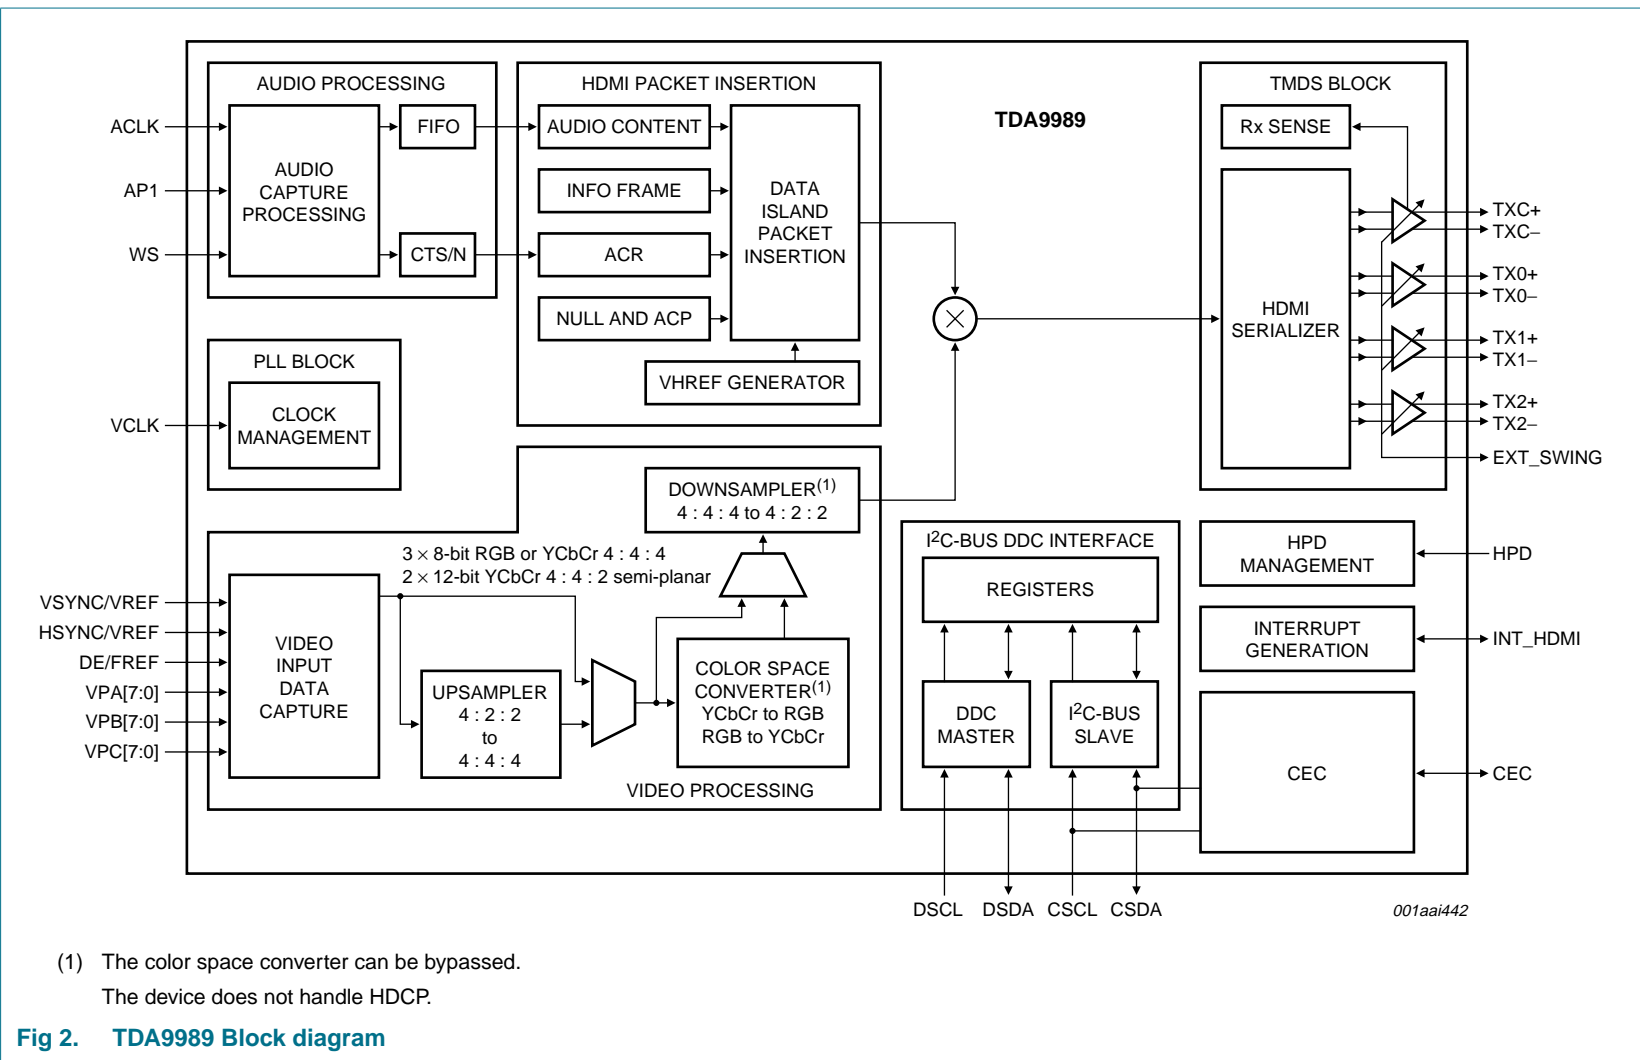 AUDIO PROCESSING
HDMI PACKET INSERTION
TMDS BLOCK
TDA9989
ACLK
AP1
WS
AUDIO
CAPTURE
PROCESSING
FIFO
CTS/N
AUDIO CONTENT
INFO FRAME
ACR
NULL AND ACP
DATA
ISLAND
PACKET
INSERTION
VHREF GENERATOR
Rx SENSE
HDMI
SERIALIZER
TXC+
TXC−
TX0+
TX0−
TX1+
TX1−
TX2+
TX2−
EXT_SWING
PLL BLOCK
VCLK
CLOCK
MANAGEMENT
DOWNSAMPLER(1)
4 : 4 : 4 to 4 : 2 : 2
3 × 8-bit RGB or YCbCr 4 : 4 : 4
2 × 12-bit YCbCr 4 : 4 : 2 semi-planar
VSYNC/VREF
HSYNC/VREF
DE/FREF
VPA[7:0]
VPB[7:0]
VPC[7:0]
VIDEO
INPUT
DATA
CAPTURE
UPSAMPLER
4 : 2 : 2
to
4 : 4 : 4
COLOR SPACE
CONVERTER(1)
YCbCr to RGB
RGB to YCbCr
VIDEO PROCESSING
I2C-BUS DDC INTERFACE
REGISTERS
DDC
MASTER
I2C-BUS
SLAVE
HPD
MANAGEMENT
HPD
INTERRUPT
GENERATION
INT_HDMI
CEC
CEC
DSCL
DSDA
CSCL
CSDA
001aai442
(1) The color space converter can be bypassed.
The device does not handle HDCP.
Fig 2. TDA9989 Block diagram